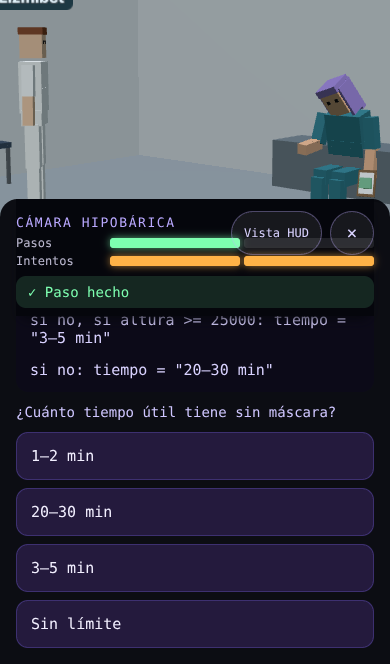 CÁMARA HIPOBÁRICA
Vista HUD
×
Pasos
Intentos
✓ Paso hecho
si no, si altura >= 25000: tiempo =
"3–5 min"
si no: tiempo = "20–30 min"
¿Cuánto tiempo útil tiene sin máscara?
1–2 min
20–30 min
3–5 min
Sin límite